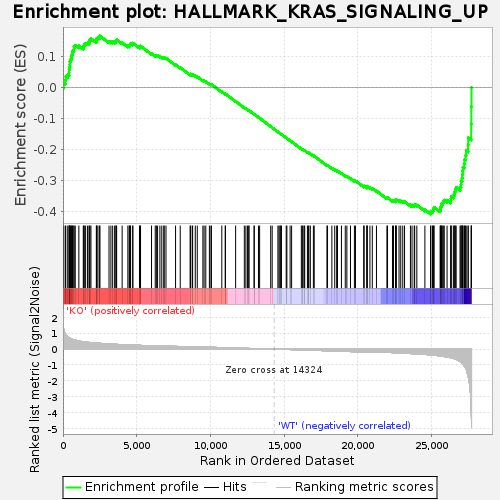 Enrichment plot: HALLMARK_KRAS_SIGNALING_UP
Enrichment score (ES)
0.1
0.0
-0.1
-0.2
-0.3
-0.4
Ranked list metric (Signal2Noise)
'KO' (positively correlated)
2
1
0
-1
-2
-3
-4
-5
Zero cross at 14324
'WT' (negatively correlated)
0
5,000
10,000
15,000
20,000
25,000
Rank in Ordered Dataset
Enrichment profile
Hits
Ranking metric scores